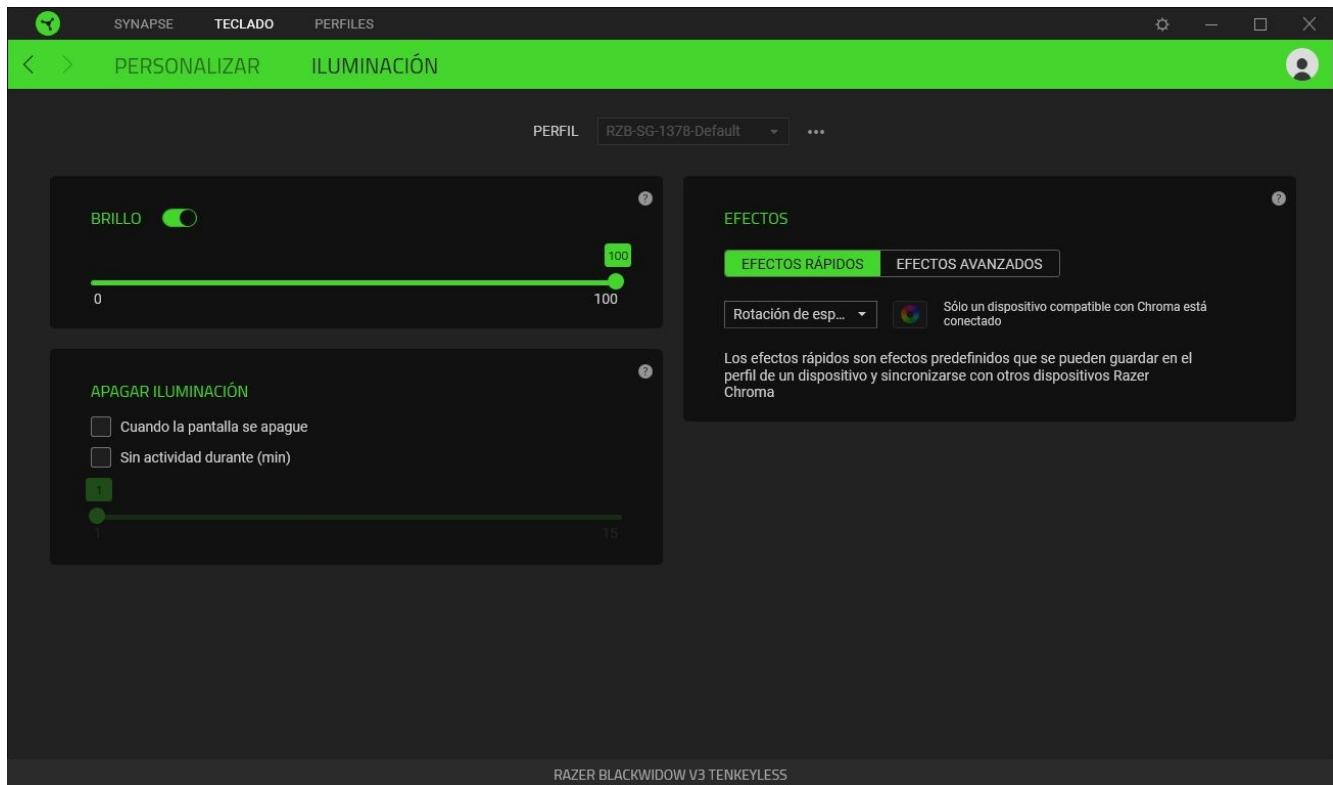 SYNAPSE TECLADO PERFILES
PERSONALIZAR ILUMINACIÓN
PERFIL RZB-SG-1378-Default
BRILLO
100
0 100
APAGAR ILUMINACIÓN
Cuando la pantalla se apague
Sin actividad durante (min)
1
1 15
EFECTOS
EFECTOS RÁPIDOS EFECTOS AVANZADOS
Rotación de esp...
Sólo un dispositivo compatible con Chroma está
conectado
Los efectos rápidos son efectos predefinidos que se pueden guardar en el
perfil de un dispositivo y sincronizarse con otros dispositivos Razer
Chroma
RAZER BLACKWIDOW V3 TENKEYLESS